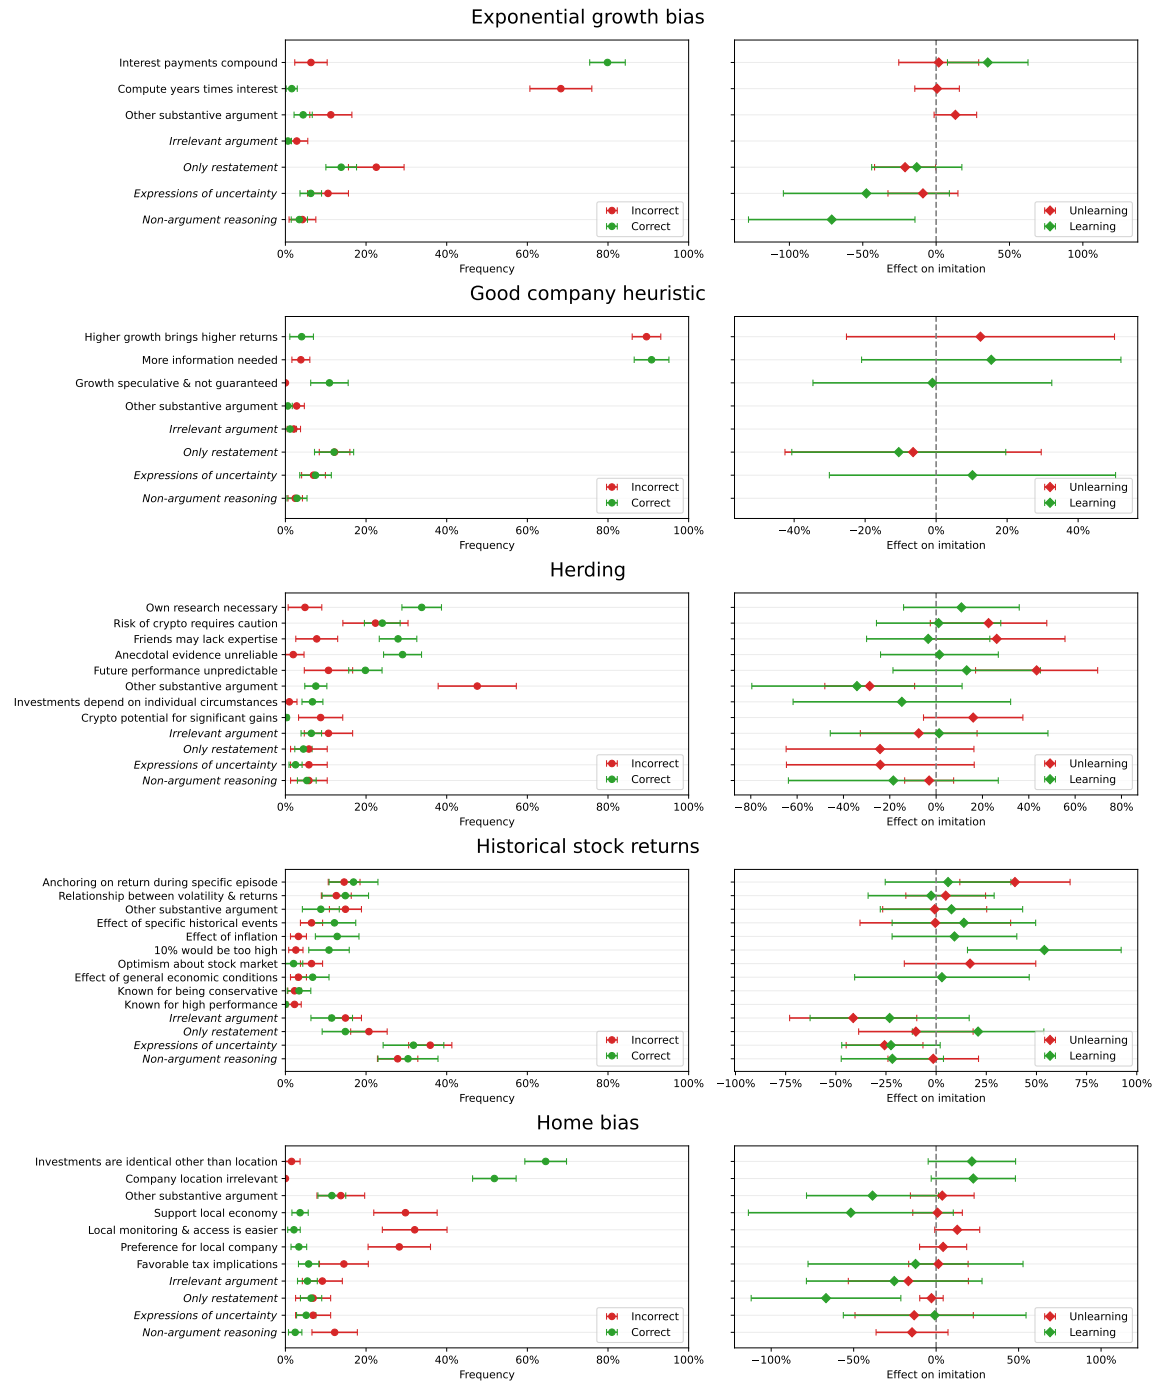 Exponential growth bias
Interest payments compound
Compute years times interest
Other substantive argument
Irrelevant argument
Only restatement
Expressions of uncertainty
Non-argument reasoning
Incorrect
Correct
0% 20% 40% 60% 80% 100%
Frequency
Unlearning
Learning
−100% −50% 0% 50% 100%
Effect on imitation
Good company heuristic
Higher growth brings higher returns
More information needed
Growth speculative & not guaranteed
Other substantive argument
Irrelevant argument
Only restatement
Expressions of uncertainty
Non-argument reasoning
Incorrect
Correct
0% 20% 40% 60% 80% 100%
Frequency
Unlearning
Learning
−40% −20% 0% 20% 40%
Effect on imitation
Herding
Own research necessary
Risk of crypto requires caution
Friends may lack expertise
Anecdotal evidence unreliable
Future performance unpredictable
Other substantive argument
Investments depend on individual circumstances
Crypto potential for significant gains
Irrelevant argument
Only restatement
Expressions of uncertainty
Non-argument reasoning
Incorrect
Correct
0% 20% 40% 60% 80% 100%
Frequency
Unlearning
Learning
−80% −60% −40% −20% 0% 20% 40% 60% 80%
Effect on imitation
Historical stock returns
Anchoring on return during specific episode
Relationship between volatility & returns
Other substantive argument
Effect of specific historical events
Effect of inflation
10% would be too high
Optimism about stock market
Effect of general economic conditions
Known for being conservative
Known for high performance
Irrelevant argument
Only restatement
Expressions of uncertainty
Non-argument reasoning
Incorrect
Correct
0% 20% 40% 60% 80% 100%
Frequency
Unlearning
Learning
−100% −75% −50% −25% 0% 25% 50% 75% 100%
Effect on imitation
Home bias
Investments are identical other than location
Company location irrelevant
Other substantive argument
Support local economy
Local monitoring & access is easier
Preference for local company
Favorable tax implications
Irrelevant argument
Only restatement
Expressions of uncertainty
Non-argument reasoning
Incorrect
Correct
0% 20% 40% 60% 80% 100%
Frequency
Unlearning
Learning
−100% −50% 0% 50% 100%
Effect on imitation